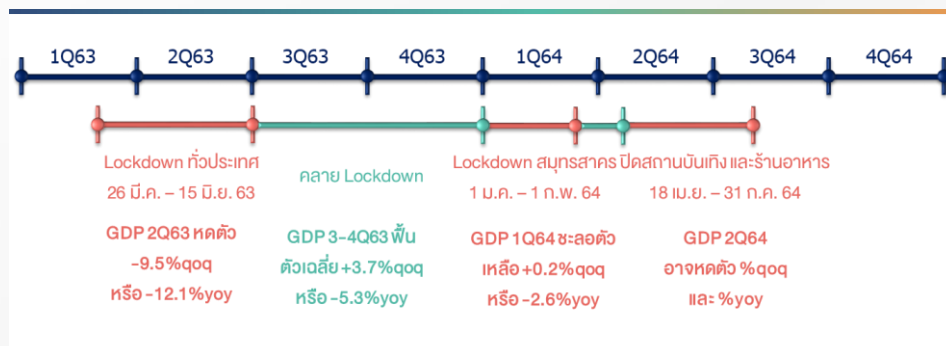 1Q63 2Q63 3Q63 4Q63 1Q64 2Q64 3Q64 4Q64
Lockdown ทั่วประเทศ
26 มี.ค. – 15 มิ.ย. 63
GDP 2Q63 หดตัว
-9.5%qoq
หรือ -12.1%yoy
คลาย Lockdown
GDP 3-4Q63 ฟื้น
ตัวเฉลี่ย +3.7%qoq
หรือ -5.3%yoy
Lockdown สมุทรสาคร
1 ม.ค. – 1 ก.พ. 64
GDP 1Q64 ชะลอตัว
เหลือ +0.2%qoq
หรือ -2.6%yoy
ปิดสถานบันเทิง และร้านอาหาร
18 เม.ย. – 31 ก.ค. 64
GDP 2Q64
อาจหดตัว %qoq
และ %yoy